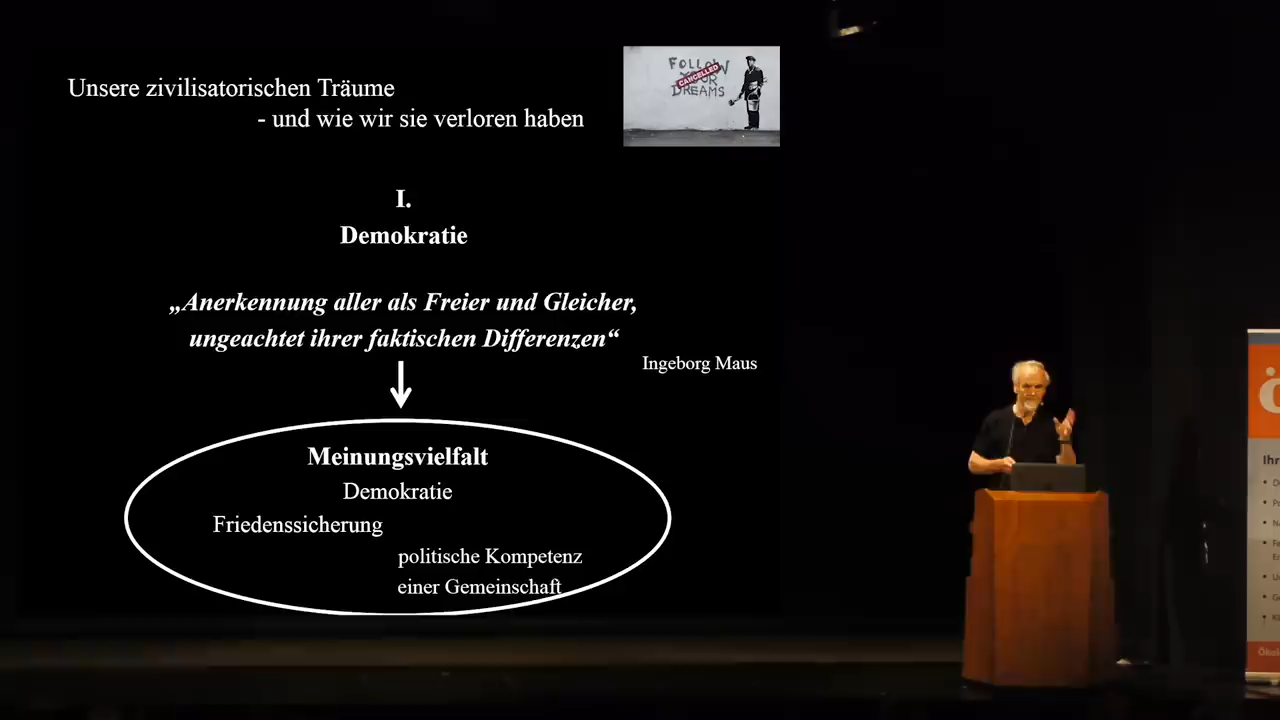 Unsere zivilisatorischen Träume
- und wie wir sie verloren haben
FOLLOW
YOUR
CANCELLED
DREAMS
I.
Demokratie
„Anerkennung aller als Freier und Gleicher,
ungeachtet ihrer faktischen Differenzen“
Ingeborg Maus
Meinungsvielfalt
Demokratie
Friedenssicherung
politische Kompetenz
einer Gemeinschaft
Ihr